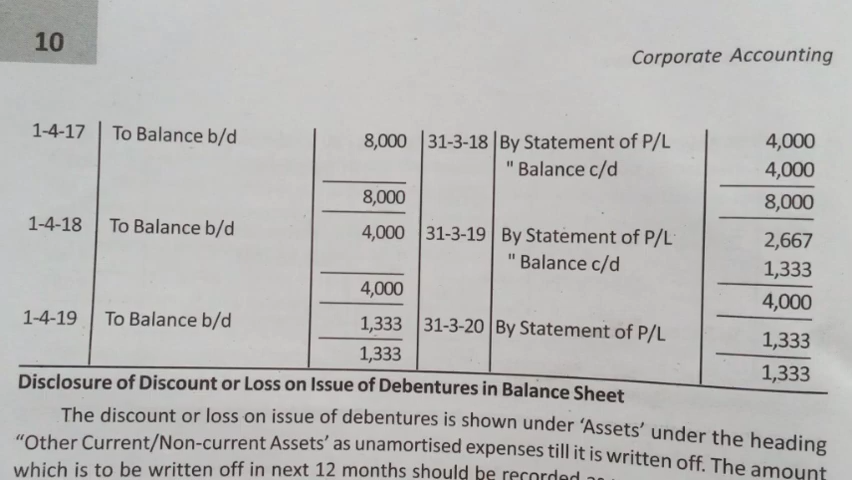 10
Corporate Accounting
1-4-17 To Balance b/d 8,000 31-3-18 By Statement of P/L 4,000
" Balance c/d 4,000
8,000 8,000
1-4-18 To Balance b/d 4,000 31-3-19 By Statement of P/L 2,667
" Balance c/d 1,333
4,000 4,000
1-4-19 To Balance b/d 1,333 31-3-20 By Statement of P/L 1,333
1,333 1,333
Disclosure of Discount or Loss on Issue of Debentures in Balance Sheet
The discount or loss on issue of debentures is shown under ‘Assets’ under the heading
“Other Current/Non-current Assets’ as unamortised expenses till it is written off. The amount
which is to be written off in next 12 months should be recorded